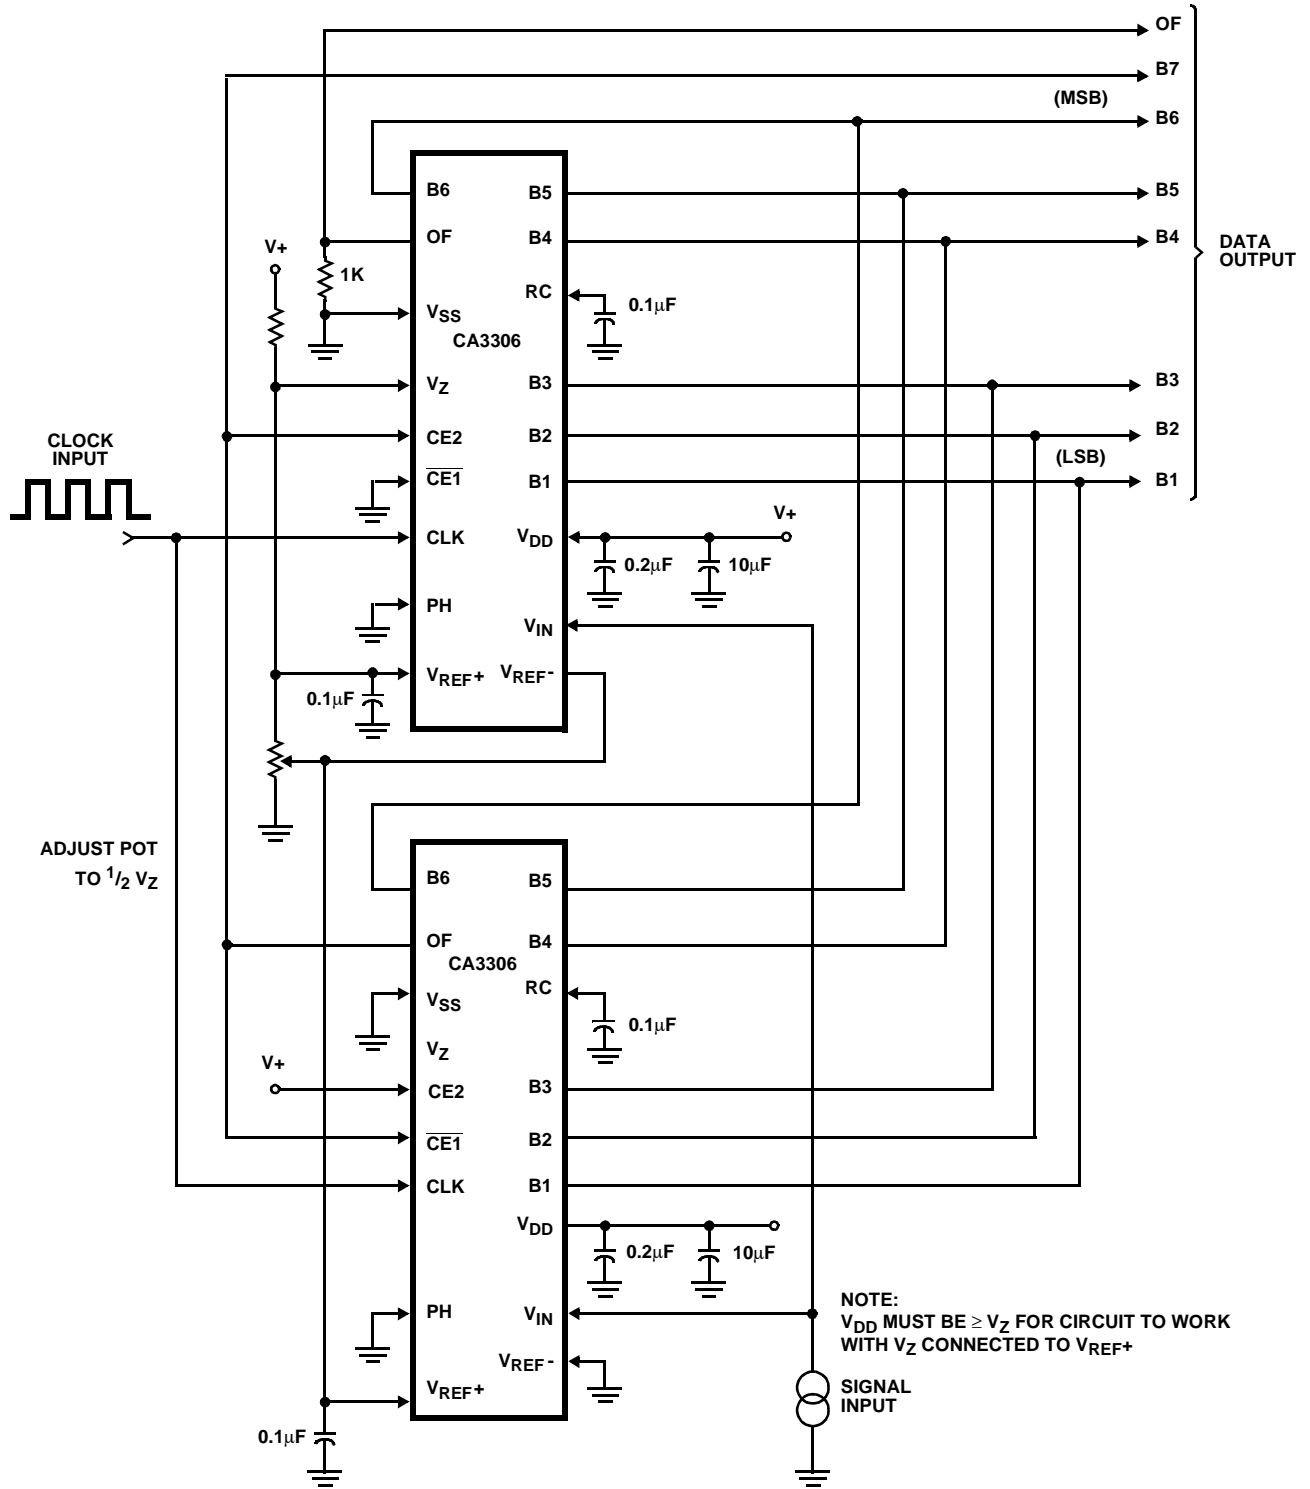 OF
B7
(MSB)
B6
B6
B5
B5
OF
B4
B4
DATA
OUTPUT
V+
1K
RC
0.1μF
VSS
CA3306
VZ
B3
B3
CLOCK
INPUT
CE2
B2
B2
(LSB)
CE1
B1
B1
V+
CLK
VDD
0.2μF
10μF
PH
VIN
VREF+
VREF-
0.1μF
ADJUST POT
TO 1/2 VZ
B6
B5
OF
B4
CA3306
RC
VSS
0.1μF
VZ
V+
CE2
B3
CE1
B2
CLK
B1
VDD
0.2μF
10μF
PH
VIN
NOTE:
VDD MUST BE ≥ VZ FOR CIRCUIT TO WORK
WITH VZ CONNECTED TO VREF+
VREF-
VREF+
SIGNAL
INPUT
0.1μF